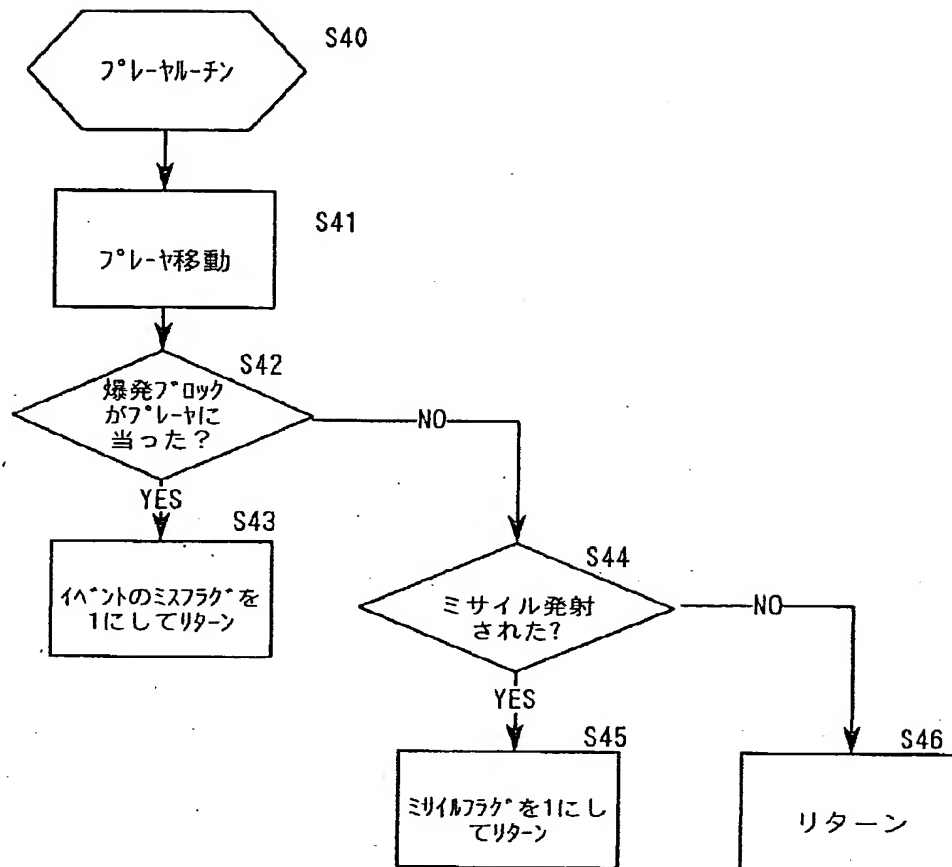 S40
プレーヤルーチン
S41
プレーヤ移動
S42
爆発ブロック
がプレーヤに
当った？
NO
YES
S43
イベントのミスフラグを
1にしてリターン
S44
ミサイル発射
された?
NO
YES
S45
ミサイルフラグを1にし
てリターン
S46
リターン